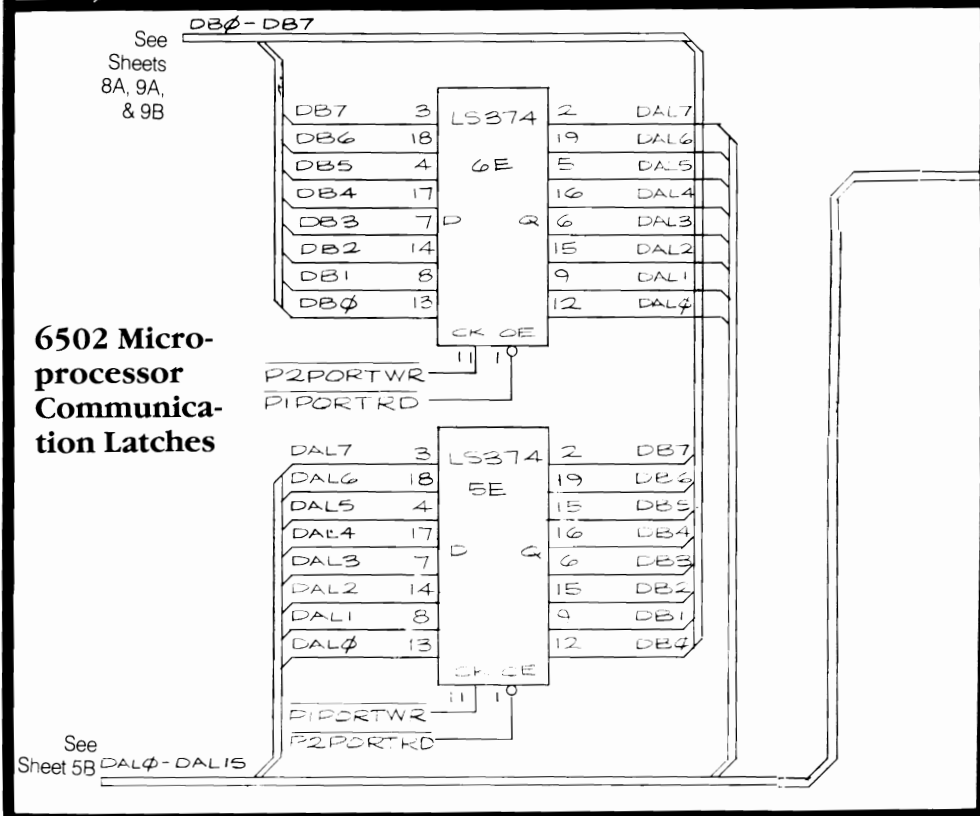 DBØ-DB7
See
Sheets
8A, 9A,
& 9B
DB7 3 LS374 2 DAL7
DB6 18 19 DAL6
DB5 4 6E 5 DAL5
DB4 17 16 DAL4
DB3 7 D Q 6 DAL3
DB2 14 15 DAL2
DB1 8 9 DAL1
DBØ 13 12 DALØ
CK OE
11 1
P2PORTWR
P1PORTRD
6502 Micro-
processor
Communica-
tion Latches
DAL7 3 LS374 2 DB7
DAL6 18 5E 19 DB6
DAL5 4 15 DB5
DAL4 17 16 DB4
DAL3 7 D Q 6 DB3
DAL2 14 15 DB2
DAL1 8 9 DB1
DALØ 13 12 DBØ
CK OE
11 1
P1PORTWR
P2PORTRD
See
Sheet 5B DALØ-DAL15